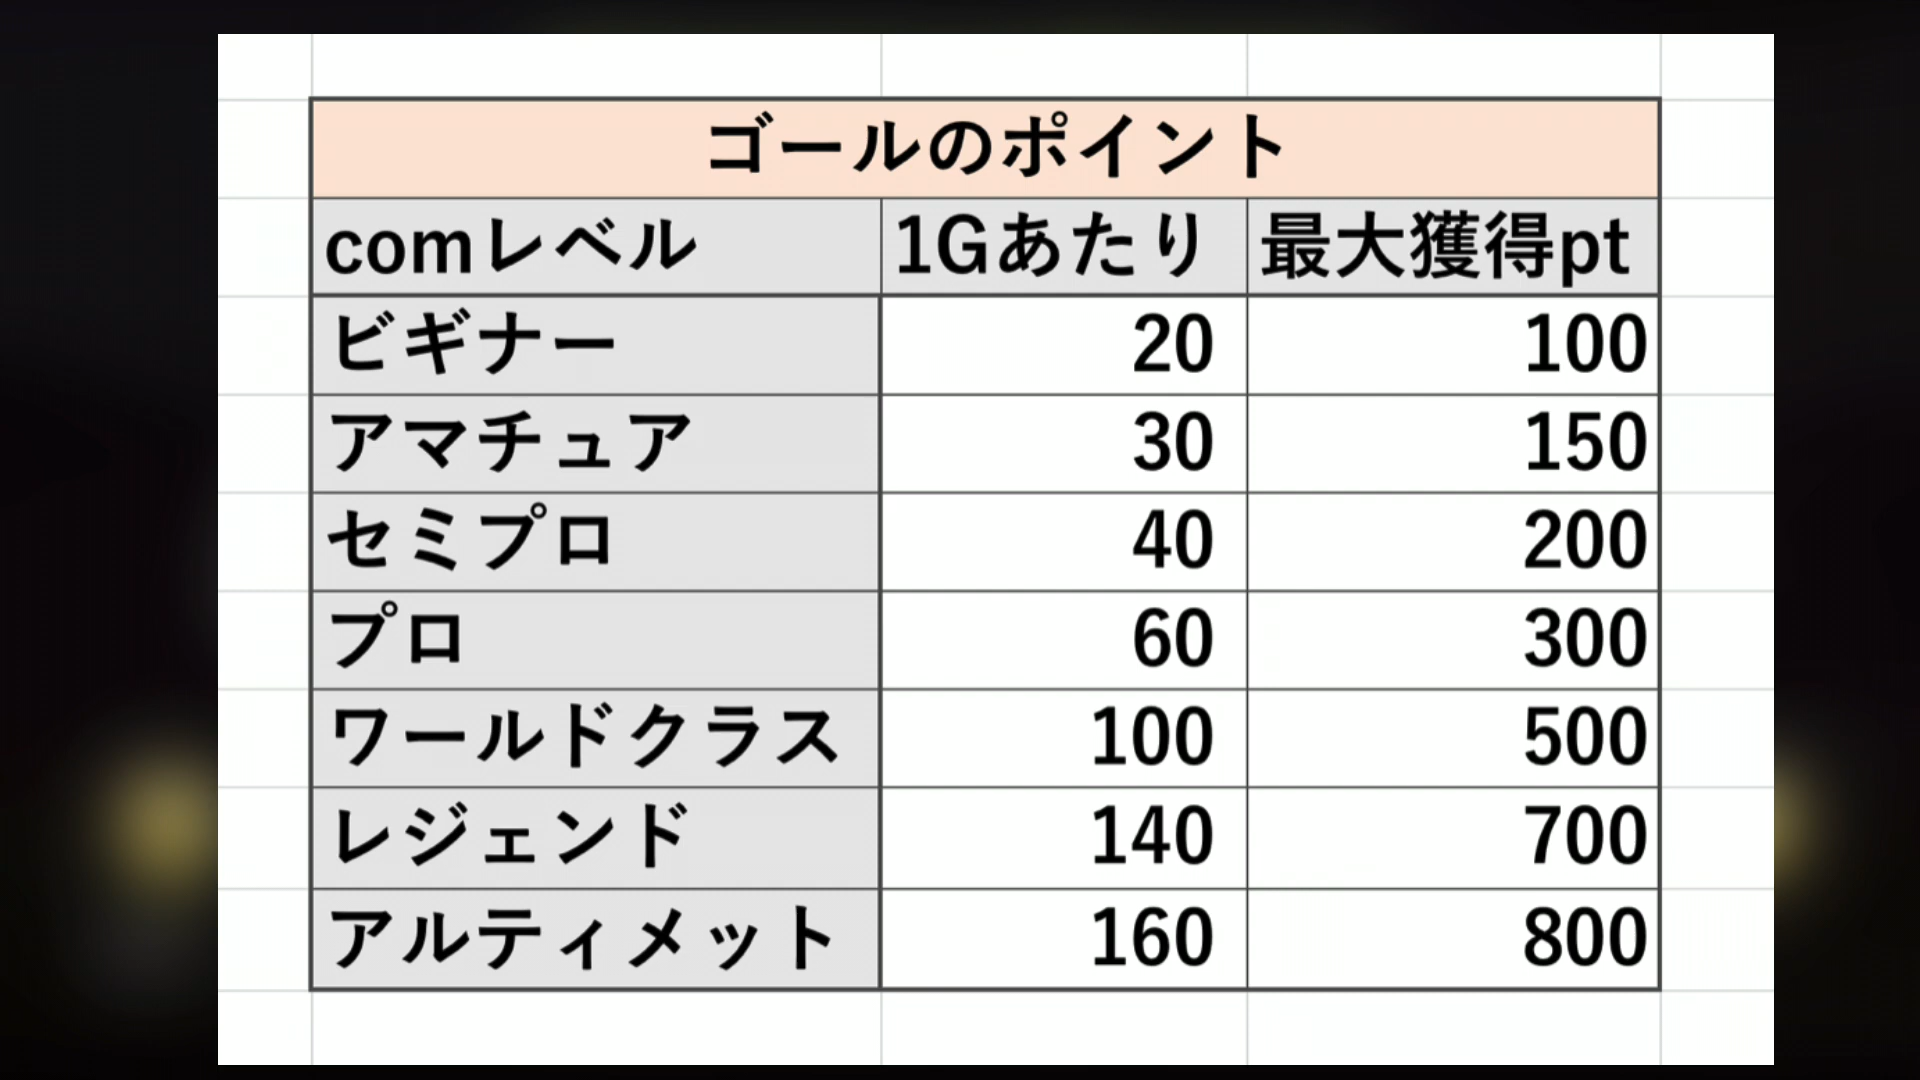 ゴールのポイント
comレベル 1Gあたり 最大獲得pt
ビギナー 20 100
アマチュア 30 150
セミプロ 40 200
プロ 60 300
ワールドクラス 100 500
レジェンド 140 700
アルティメット 160 800